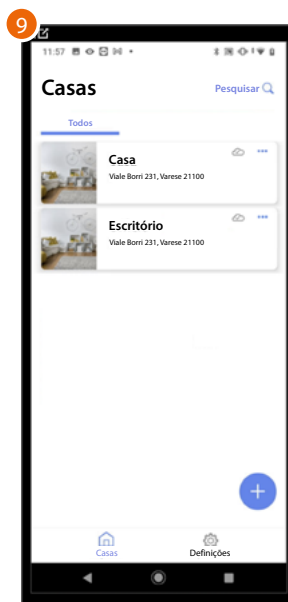 9
11:57
Casas
Pesquisar
Todos
Casa
Viale Borri 231, Varese 21100
Escritório
Viale Borri 231, Varese 21100
Casas
Definições